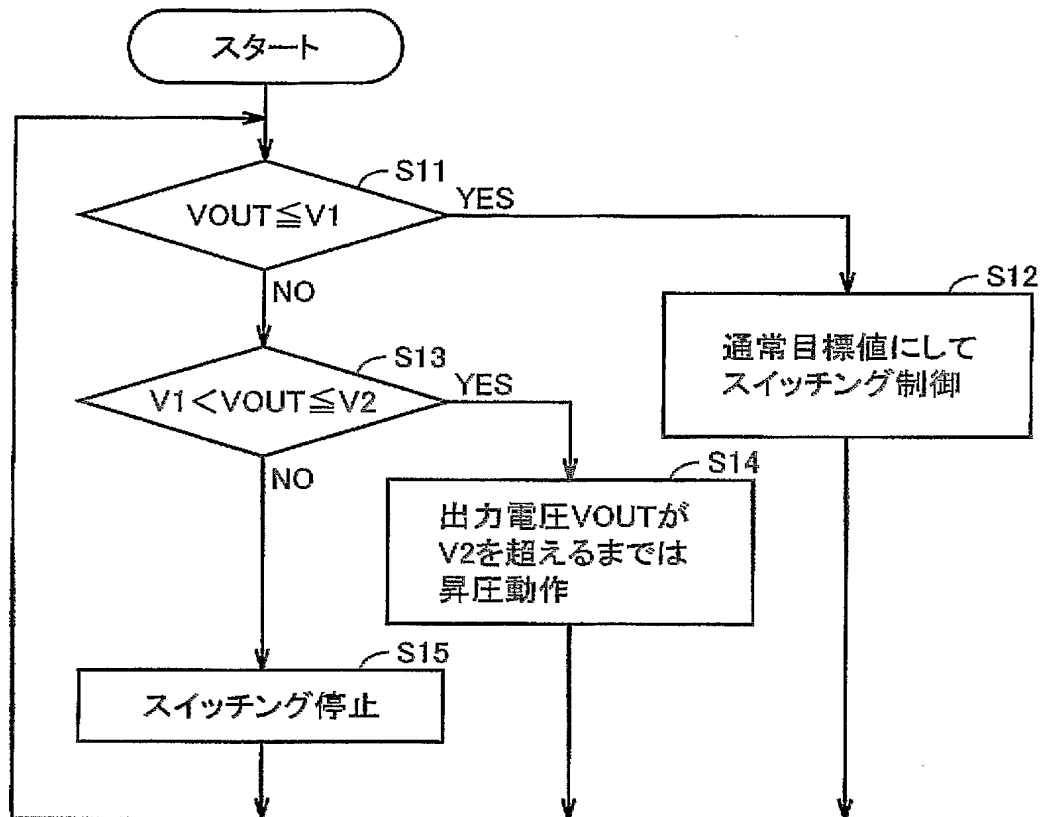 スタート
S11
VOUT≦V1
YES
NO
S12
通常目標値にして
スイッチング制御
S13
V1<VOUT≦V2
YES
NO
S14
出力電圧VOUTが
V2を超えるまでは
昇圧動作
S15
スイッチング停止